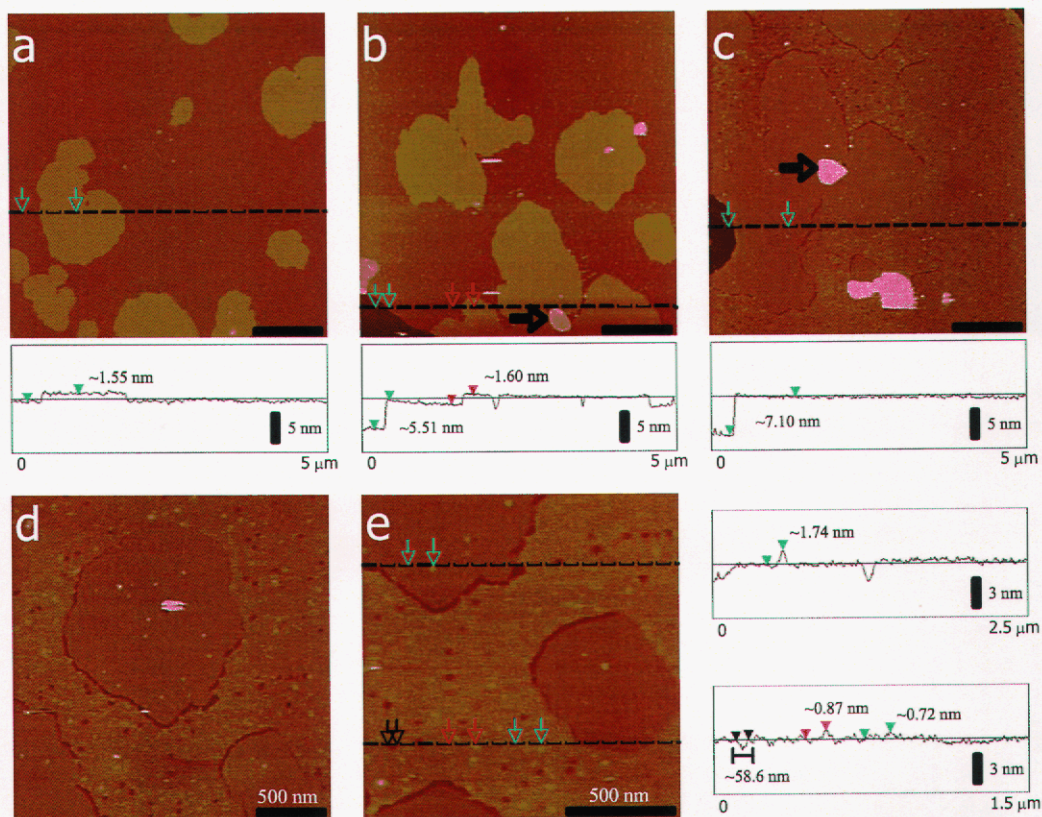 a
b
c
~1.55 nm
5 nm
0
5 μm
~1.60 nm
~5.51 nm
5 nm
0
5 μm
~7.10 nm
5 nm
0
5 μm
d
500 nm
e
500 nm
~1.74 nm
3 nm
0
2.5 μm
~0.87 nm
~0.72 nm
~58.6 nm
3 nm
0
1.5 μm